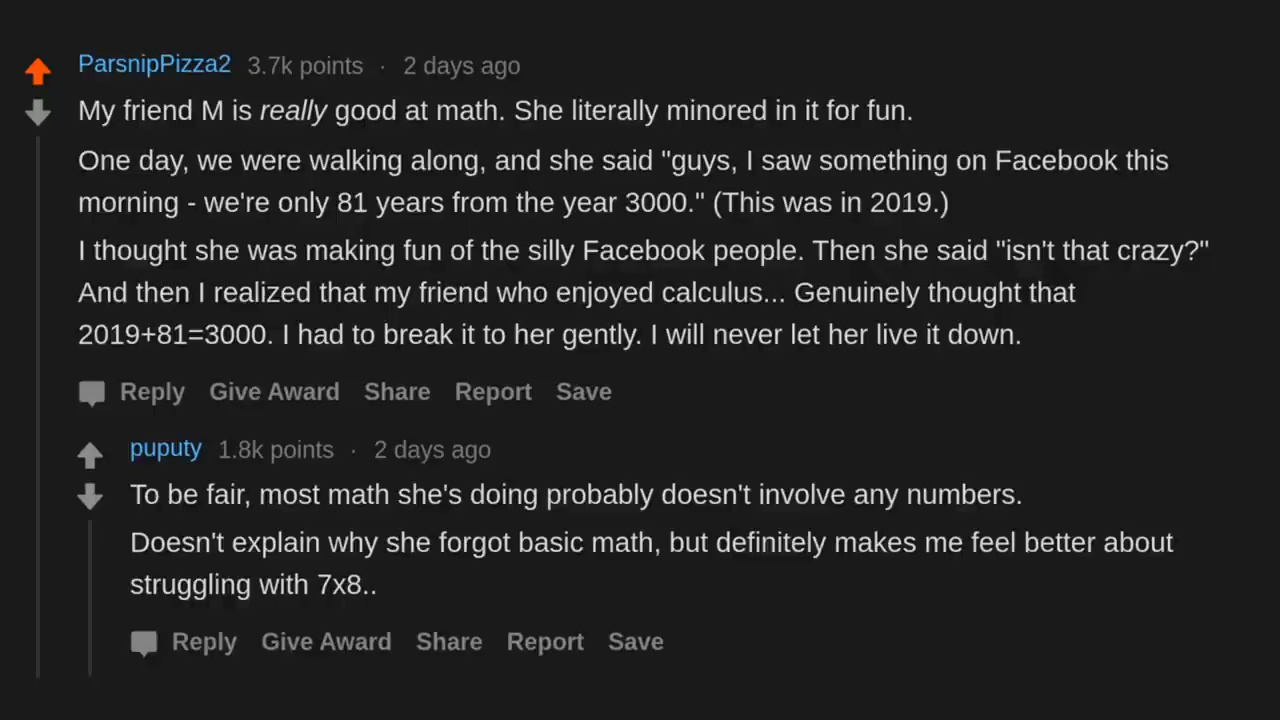 ParsnipPizza2 3.7k points · 2 days ago
My friend M is really good at math. She literally minored in it for fun.
One day, we were walking along, and she said "guys, I saw something on Facebook this
morning - we're only 81 years from the year 3000." (This was in 2019.)
I thought she was making fun of the silly Facebook people. Then she said "isn't that crazy?"
And then I realized that my friend who enjoyed calculus... Genuinely thought that
2019+81=3000. I had to break it to her gently. I will never let her live it down.
Reply Give Award Share Report Save
puputy 1.8k points · 2 days ago
To be fair, most math she's doing probably doesn't involve any numbers.
Doesn't explain why she forgot basic math, but definitely makes me feel better about
struggling with 7x8..
Reply Give Award Share Report Save